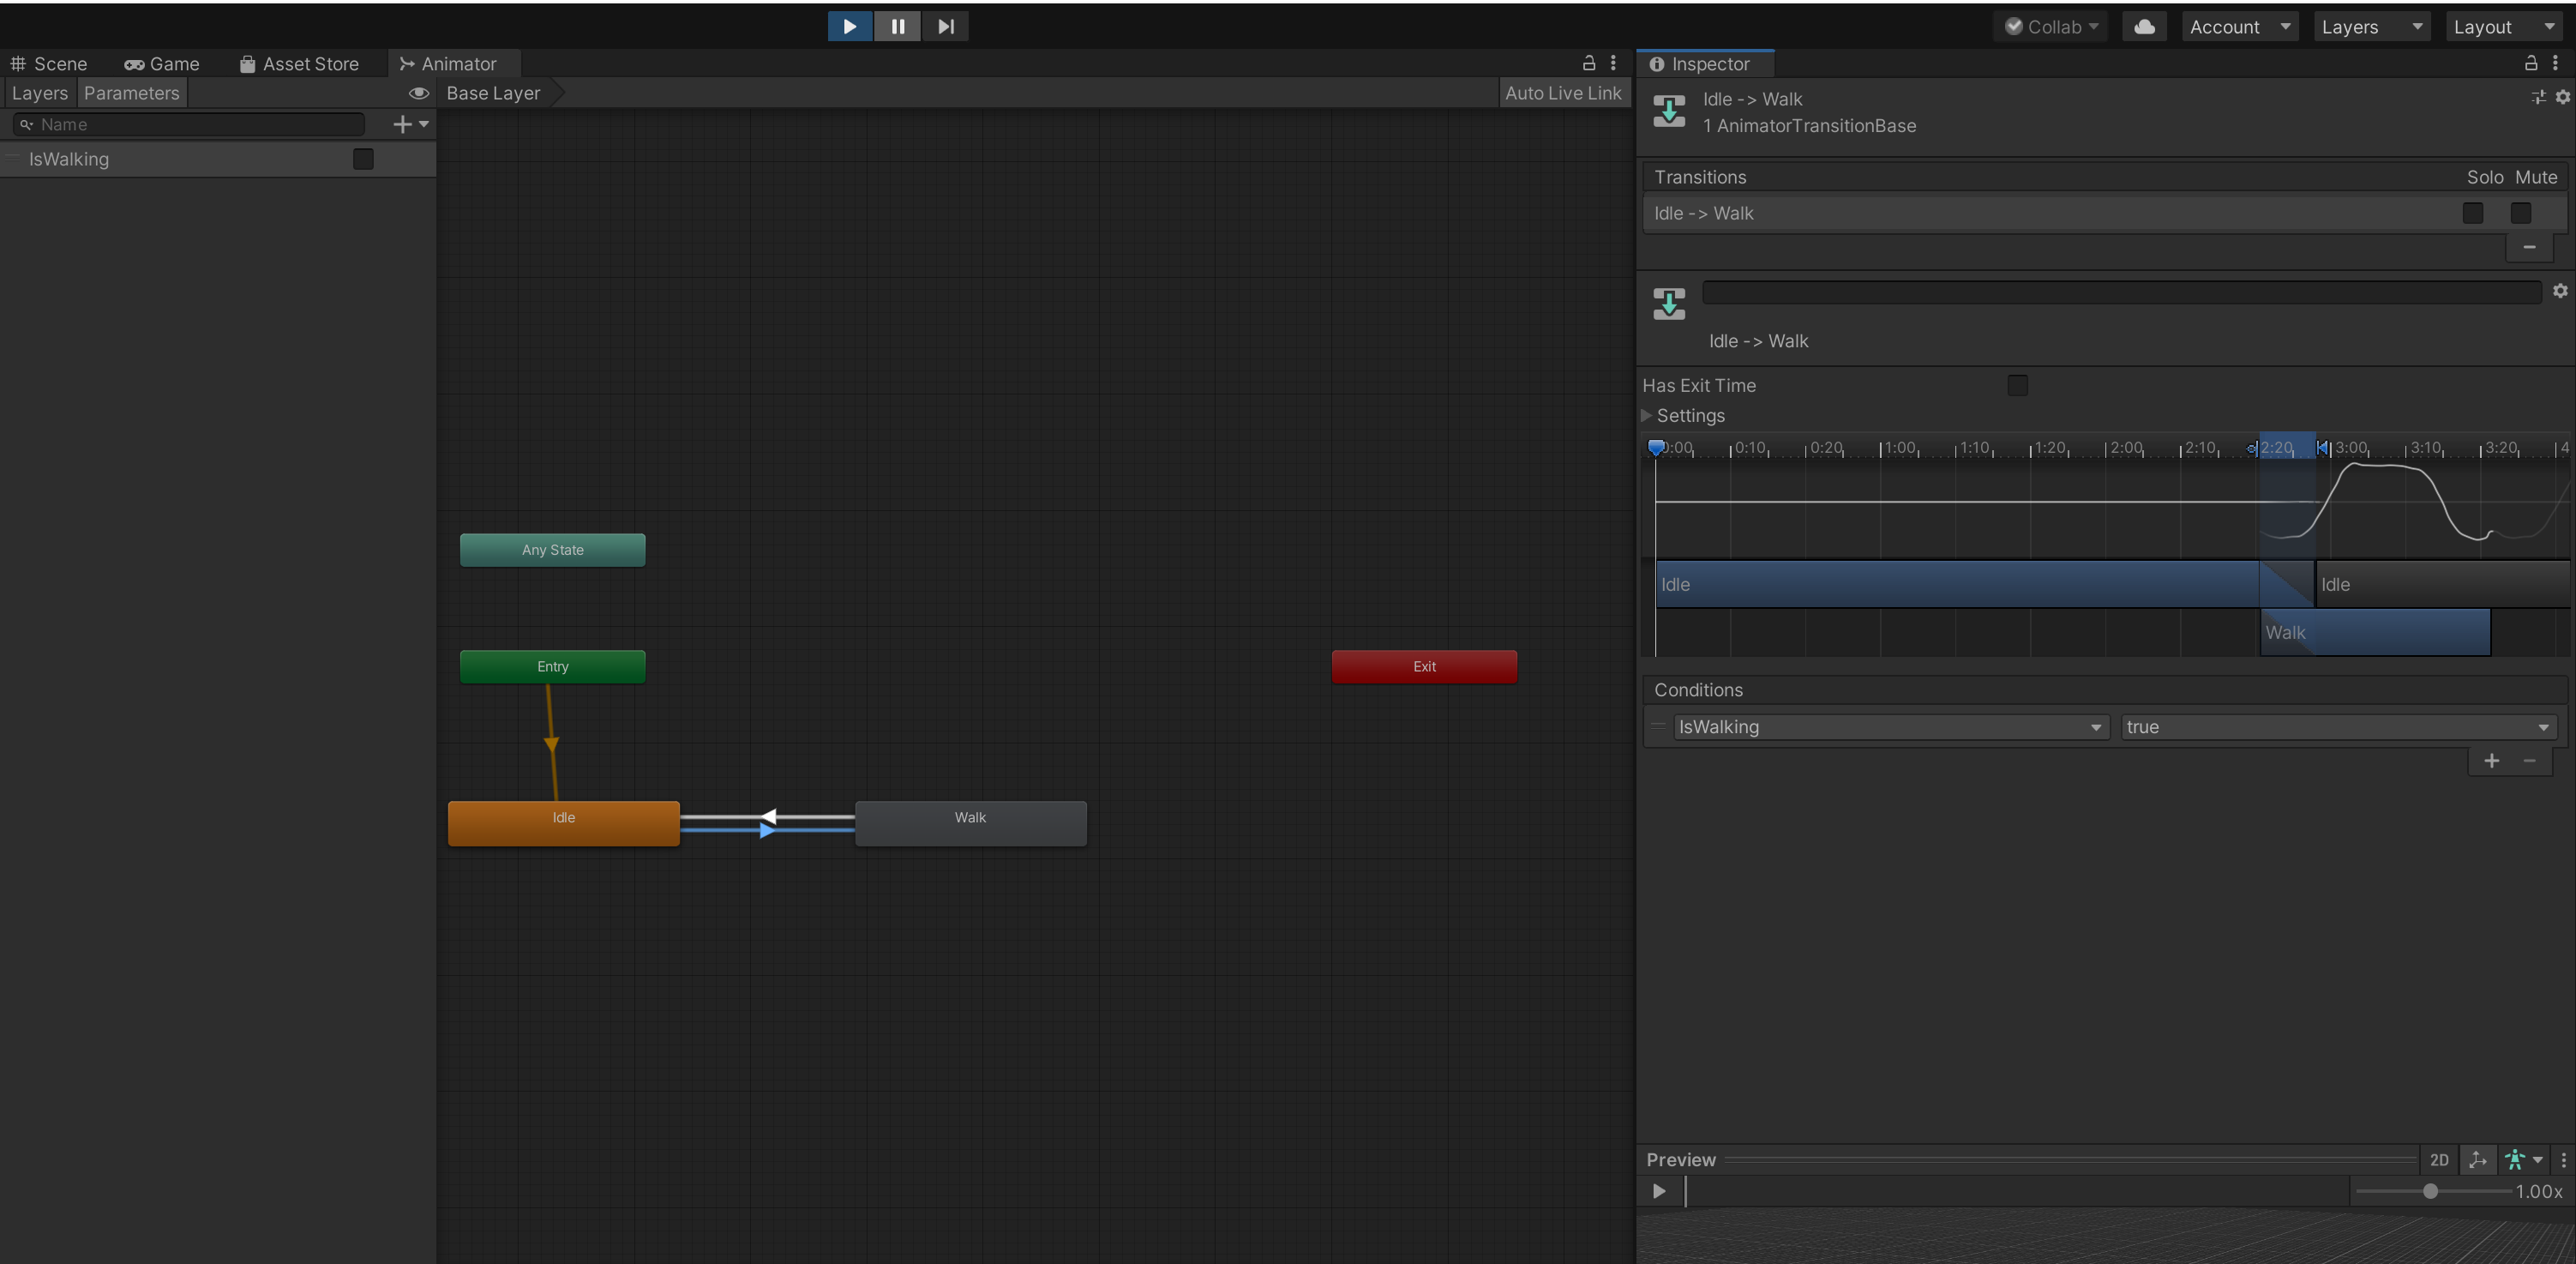 Collab Account Layers Layout
Scene Game Asset Store Animator
Layers Parameters Base Layer Auto Live Link
Name
IsWalking
Any State
Entry
Exit
Idle
Walk
Inspector
Idle -> Walk
1 AnimatorTransitionBase
Transitions Solo Mute
Idle -> Walk
Idle -> Walk
Has Exit Time
Settings
0:00 0:10 0:20 1:00 1:10 1:20 2:00 2:10 2:20 3:00 3:10 3:20 4
Idle Idle
Walk
Conditions
IsWalking true
Preview 2D
1.00x